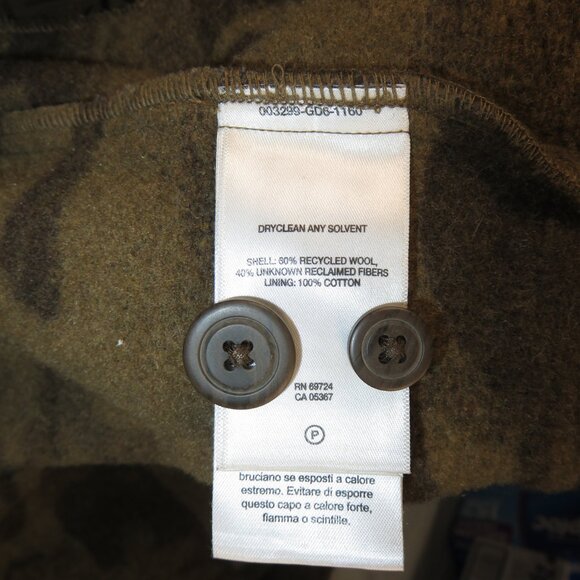 003299-GD6-1160
DRYCLEAN ANY SOLVENT
SHELL: 60% RECYCLED WOOL,
40% UNKNOWN RECLAIMED FIBERS
LINING: 100% COTTON
RN 69724
CA 05367
P
bruciano se esposti a calore
estremo. Evitare di esporre
questo capo a calore forte,
fiamma o scintille.